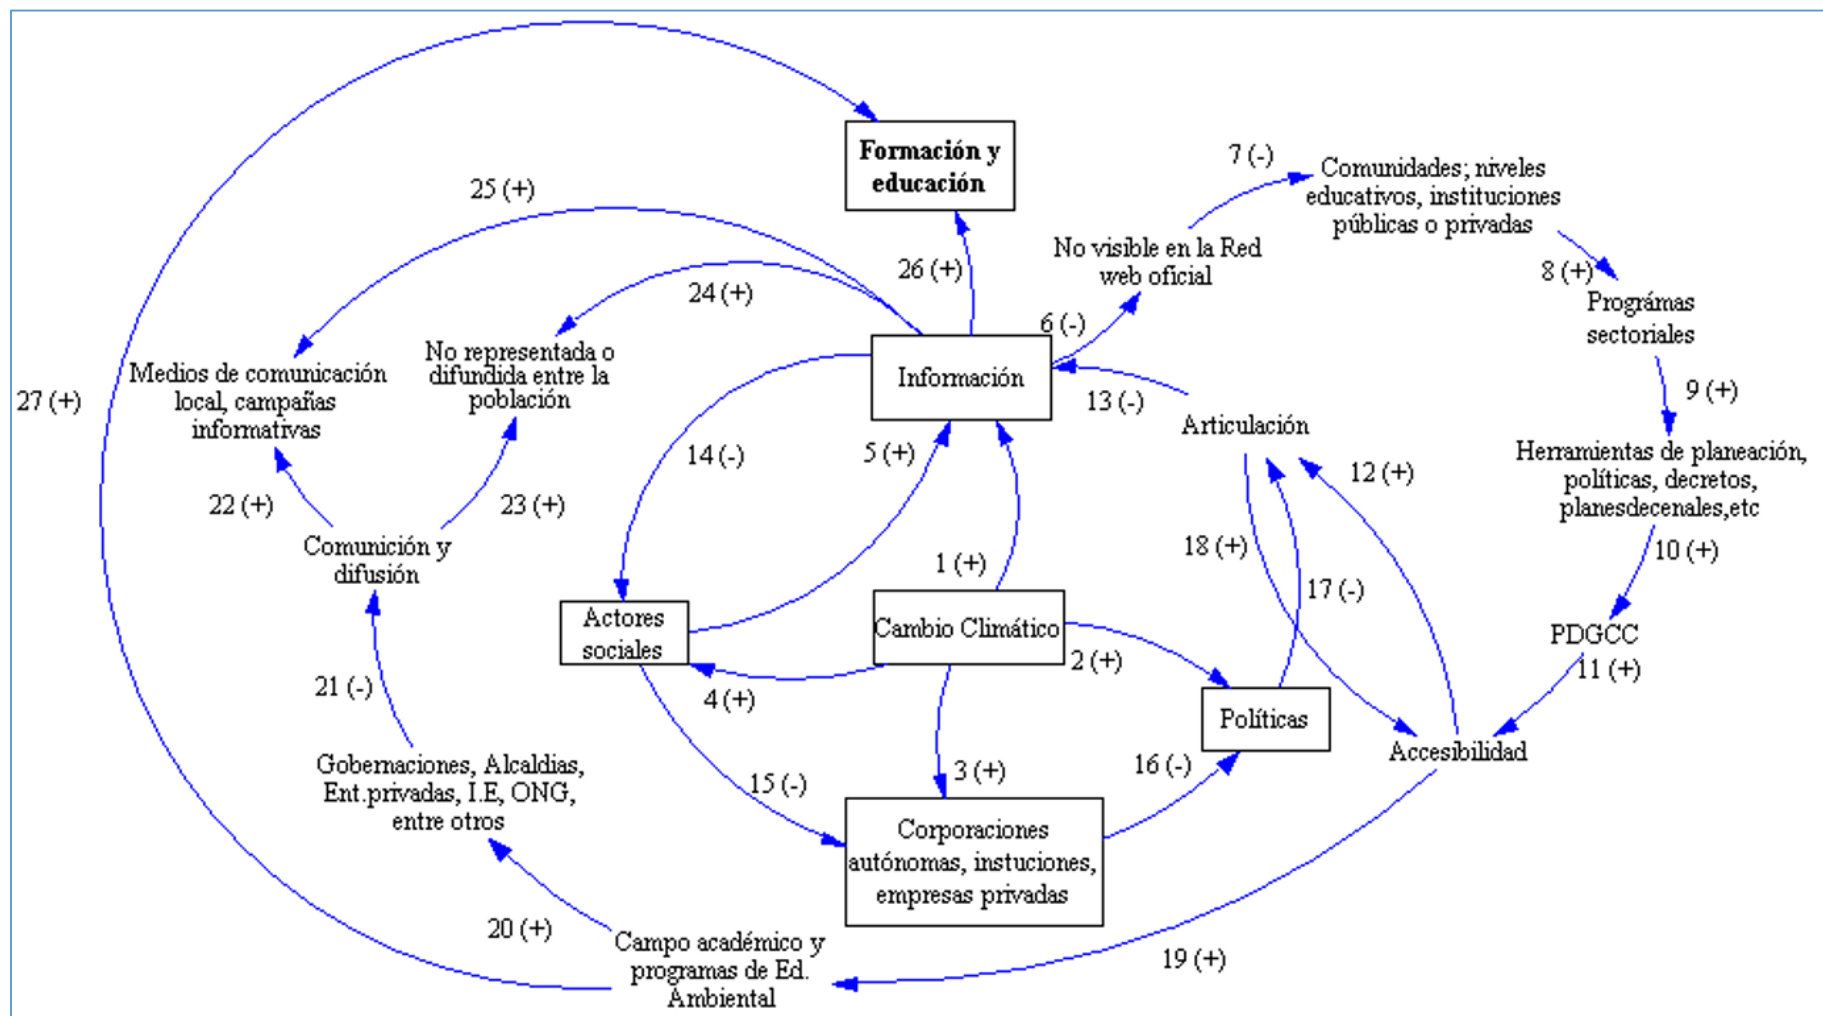 Formación y
educación
7 (-)
Comunidades; niveles
educativos, instituciones
públicas o privadas
25 (+)
26 (+)
No visible en la Red
web oficial
24 (+)
8 (+)
Prográmas
sectoriales
6 (-)
Medios de comunicación
local, campañas
informativas
No representada o
difundida entre la
población
Información
27 (+)
13 (-)
9 (+)
Articulación
14 (-)
5 (+)
12 (+)
Herramientas de planeación,
políticas, decretos,
planesdecenales,etc
22 (+)
23 (+)
Comunición y
difusión
18 (+)
10 (+)
1 (+)
17 (-)
Actores
sociales
Cambio Climático
PDGCC
2 (+)
11 (+)
21 (-)
4 (+)
Políticas
Accesibilidad
Gobernaciones, Alcaldias,
Ent.privadas, I.E, ONG,
entre otros
15 (-)
3 (+)
16 (-)
Corporaciones
autónomas, instuciones,
empresas privadas
20 (+)
Campo académico y
programas de Ed.
Ambiental
19 (+)